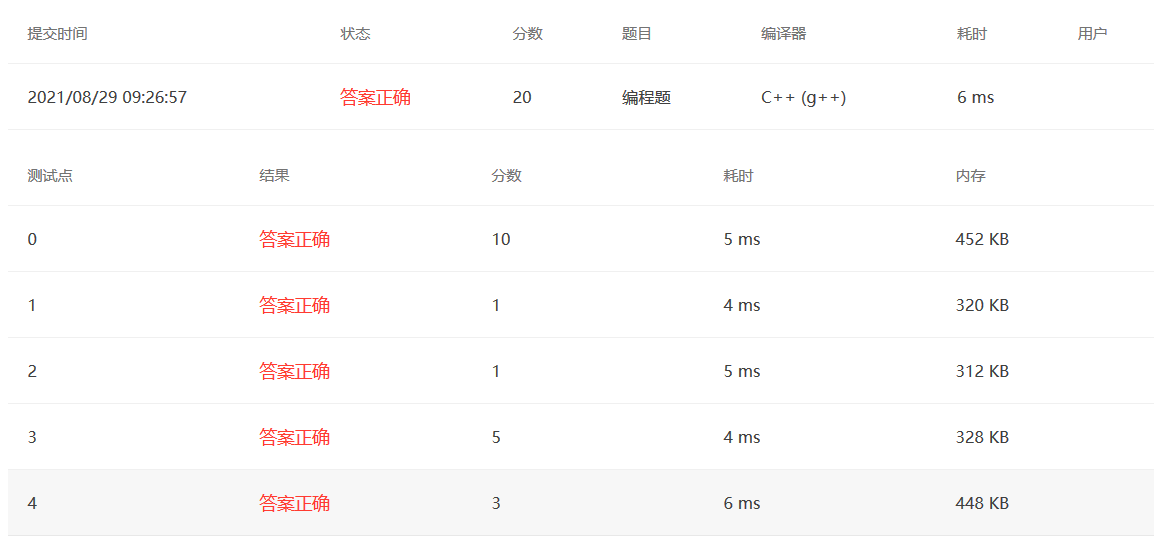 提交时间 状态 分数 题目 编译器 耗时 用户
2021/08/29 09:26:57 答案正确 20 编程题 C++ (g++) 6 ms
测试点 结果 分数 耗时 内存
0 答案正确 10 5 ms 452 KB
1 答案正确 1 4 ms 320 KB
2 答案正确 1 5 ms 312 KB
3 答案正确 5 4 ms 328 KB
4 答案正确 3 6 ms 448 KB